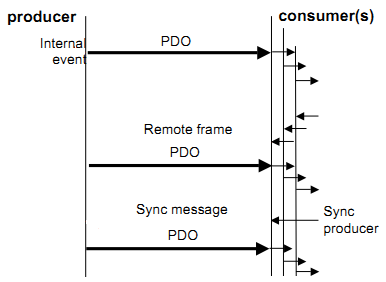 producer
consumer(s)
Internal
event
PDO
Remote frame
PDO
Sync message
Sync
producer
PDO